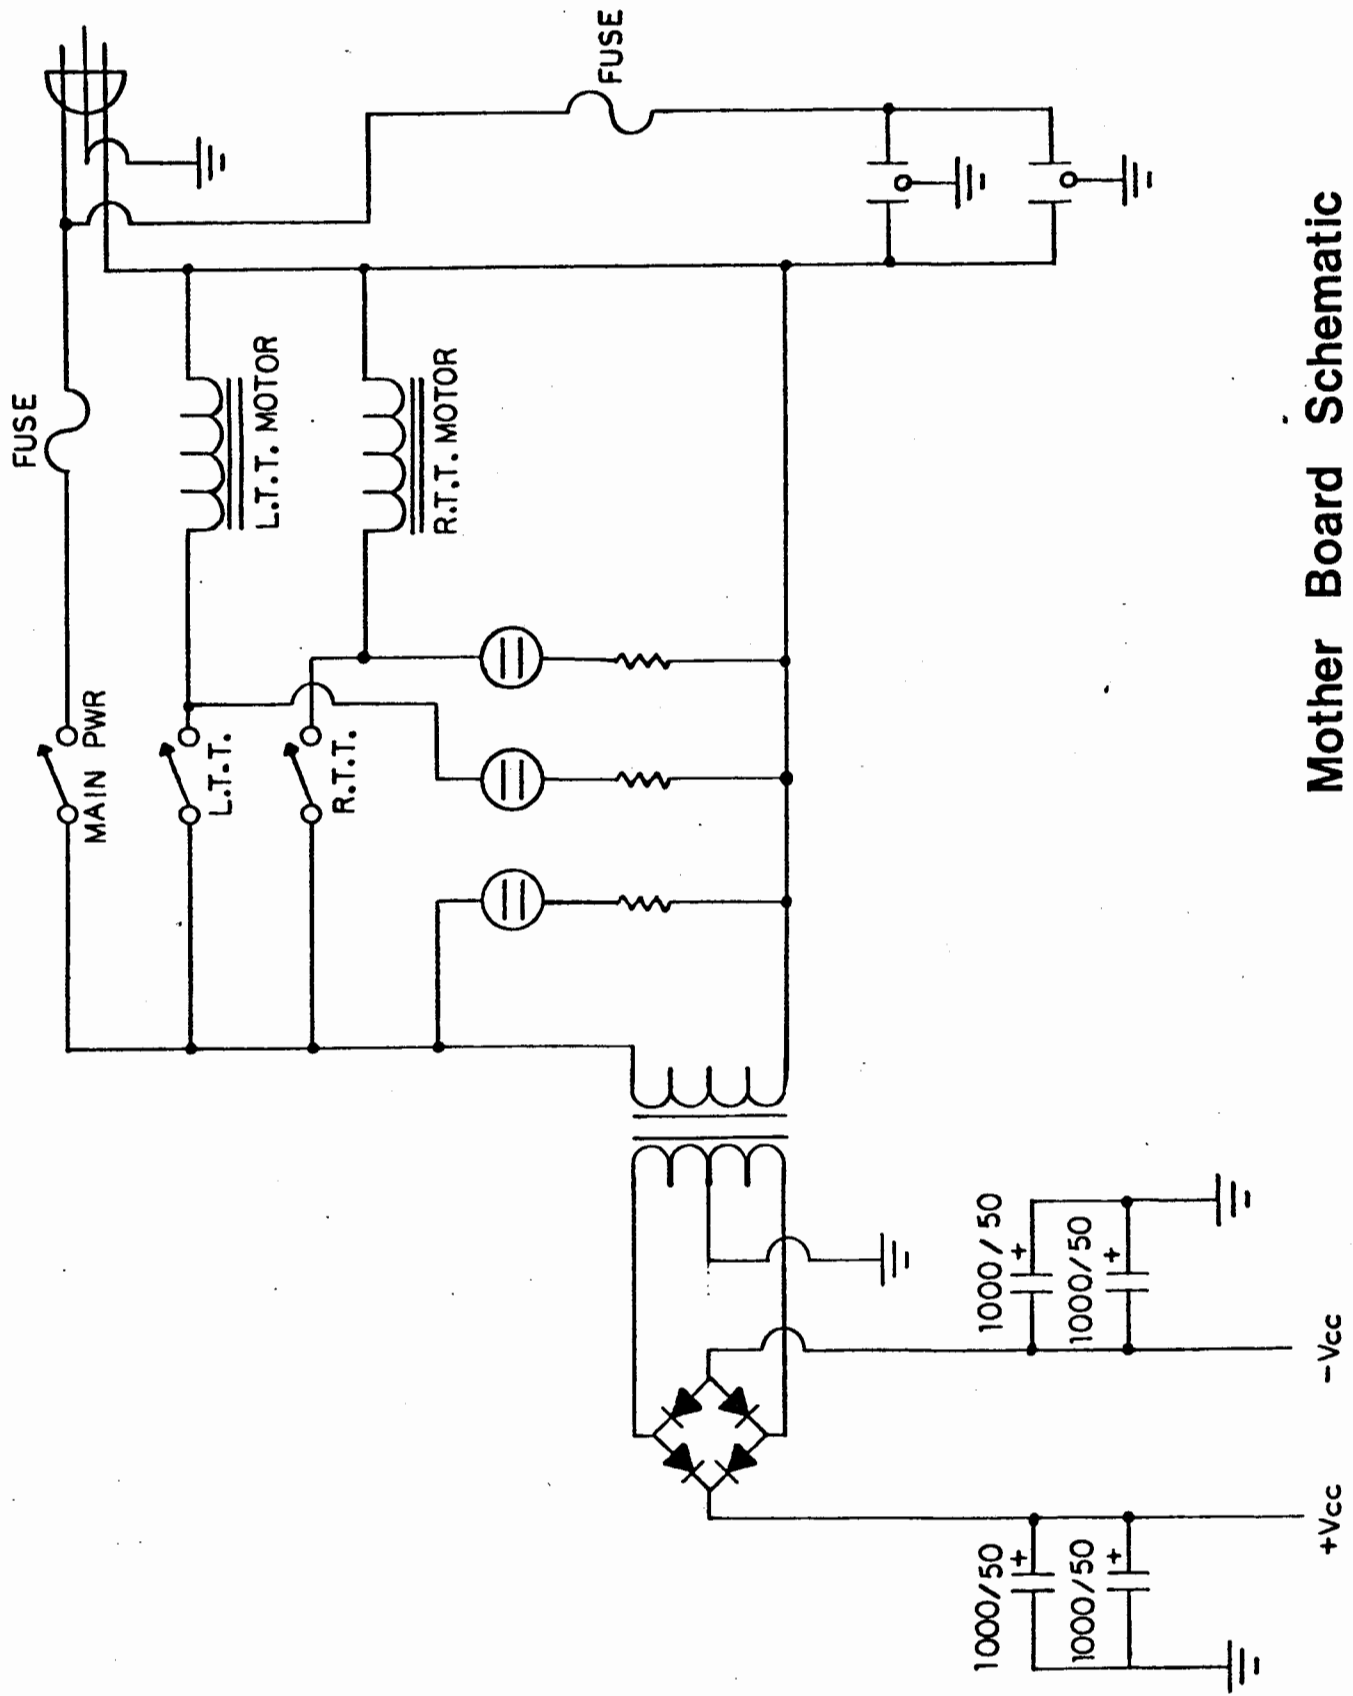 FUSE
FUSE
L.T.T. MOTOR
R.T.T. MOTOR
MAIN PWR
L.T.T.
R.T.T.
1000/50
+
1000/50
+
-Vcc
1000/50
+
1000/50
+
+Vcc
Mother Board Schematic